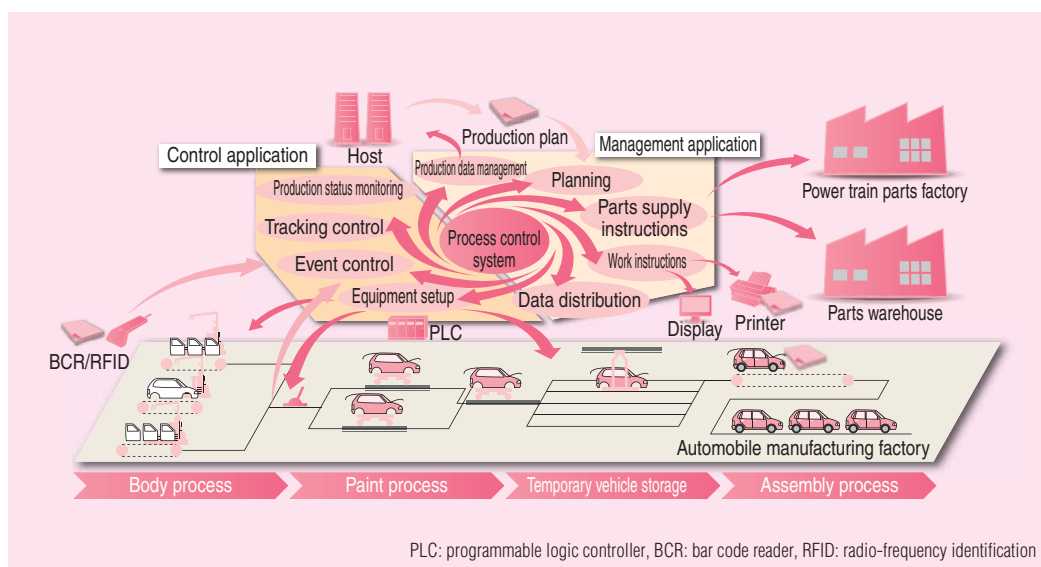 Host
Production plan
Control application
Management application
Production data management
Planning
Production status monitoring
Parts supply
instructions
Power train parts factory
Tracking control
Process control
system
Event control
Work instructions
Equipment setup
Data distribution
PLC
Display
Printer
Parts warehouse
BCR/RFID
Automobile manufacturing factory
Body process
Paint process
Temporary vehicle storage
Assembly process
PLC: programmable logic controller, BCR: bar code reader, RFID: radio-frequency identification